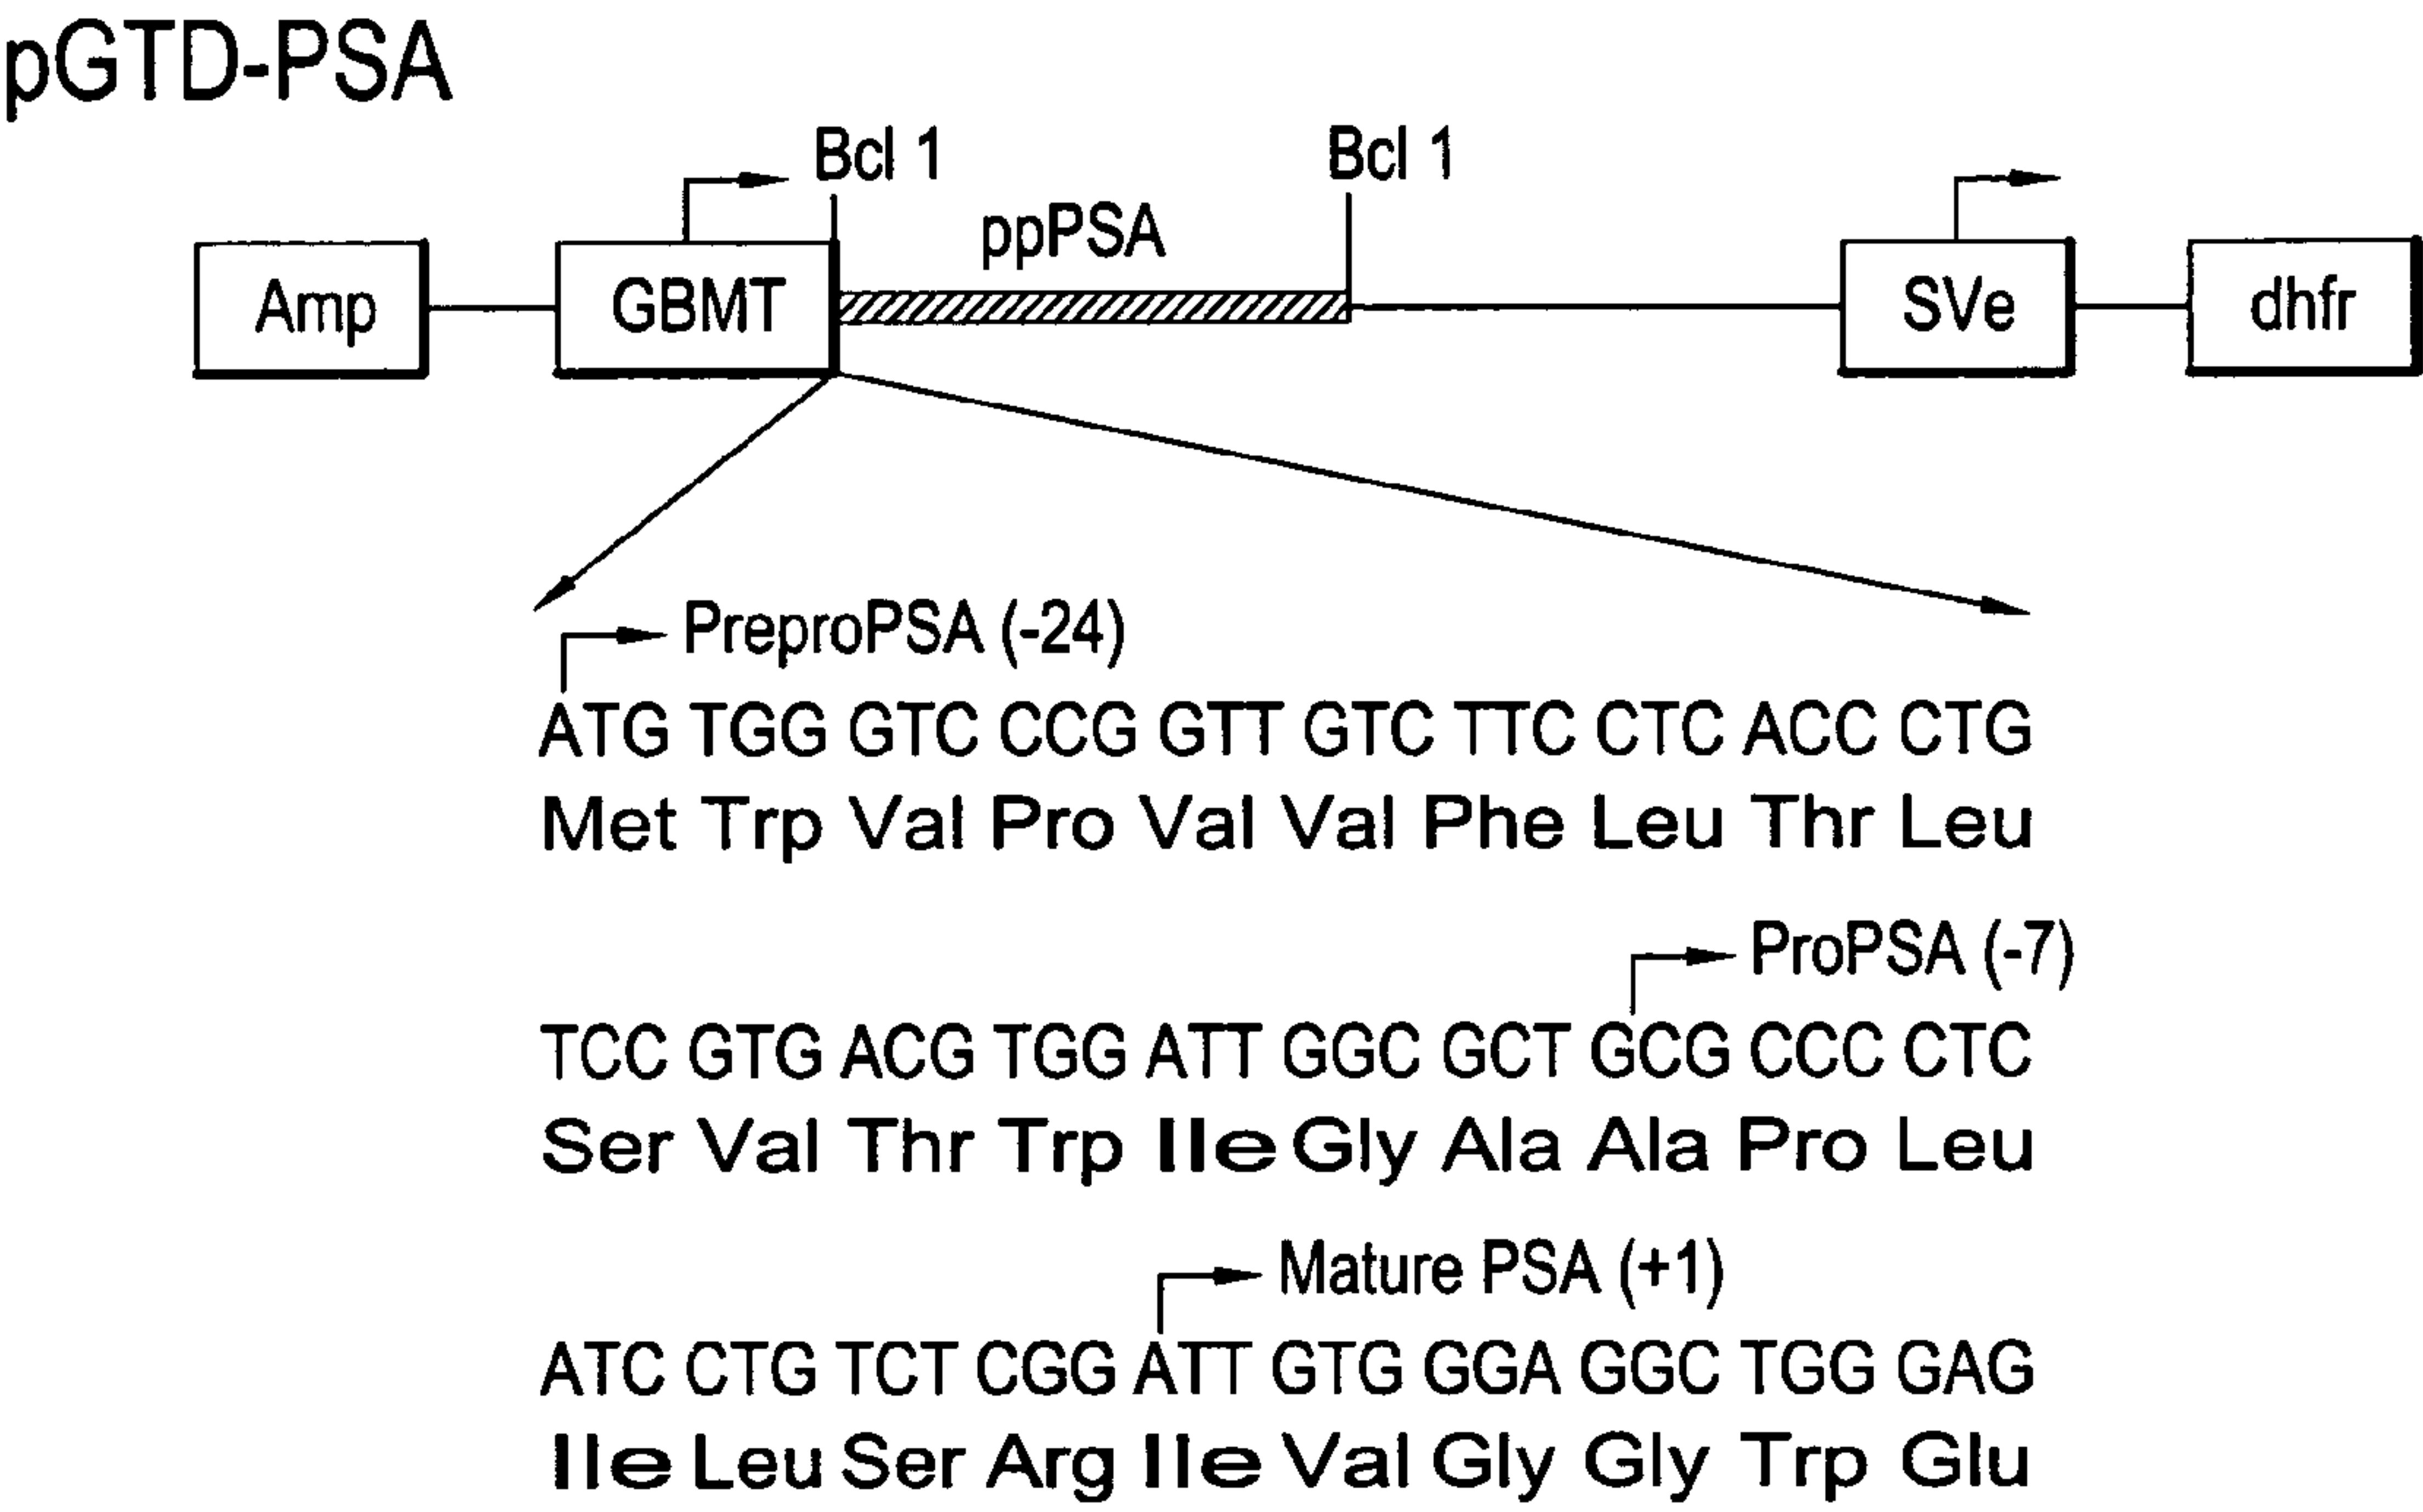 pGTD-PSA
Bcl 1 Bcl 1
ppPSA
Amp GBMT SVe dhfr
PreproPSA (-24)
ATG TGG GTC CCG GTT GTC TTC CTC ACC CTG
Met Trp Val Pro Val Val Phe Leu Thr Leu
ProPSA (-7)
TCC GTG ACG TGG ATT GGC GCT GCG CCC CTC
Ser Val Thr Trp Ile Gly Ala Ala Pro Leu
Mature PSA (+1)
ATC CTG TCT CGG ATT GTG GGA GGC TGG GAG
Ile Leu Ser Arg Ile Val Gly Gly Trp Glu